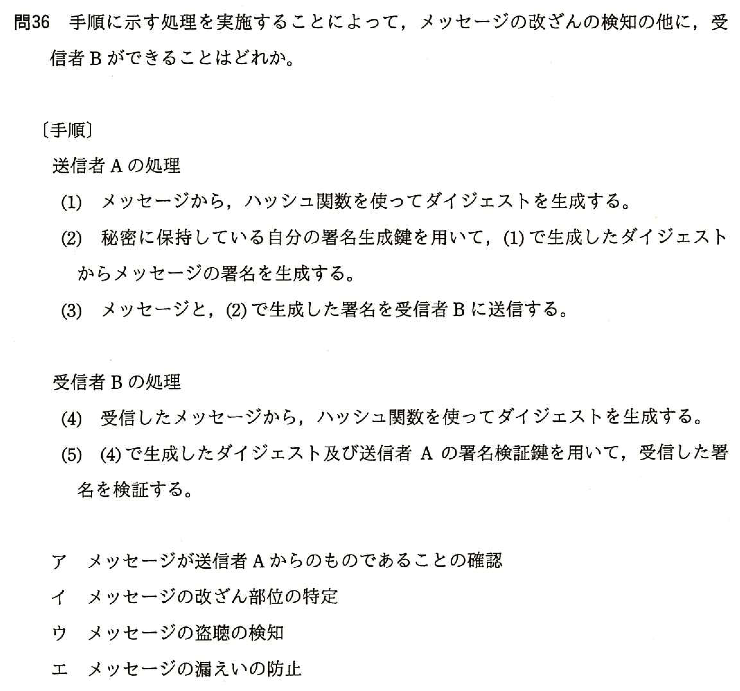 問36 手順に示す処理を実施することによって，メッセージの改ざんの検知の他に，受
信者Bができることはどれか。
〔手順〕
送信者Aの処理
(1) メッセージから，ハッシュ関数を使ってダイジェストを生成する。
(2) 秘密に保持している自分の署名生成鍵を用いて，(1)で生成したダイジェスト
からメッセージの署名を生成する。
(3) メッセージと，(2)で生成した署名を受信者Bに送信する。
受信者Bの処理
(4) 受信したメッセージから，ハッシュ関数を使ってダイジェストを生成する。
(5) (4)で生成したダイジェスト及び送信者Aの署名検証鍵を用いて，受信した署
名を検証する。
ア メッセージが送信者Aからのものであることの確認
イ メッセージの改ざん部位の特定
ウ メッセージの盗聴の検知
エ メッセージの漏えいの防止